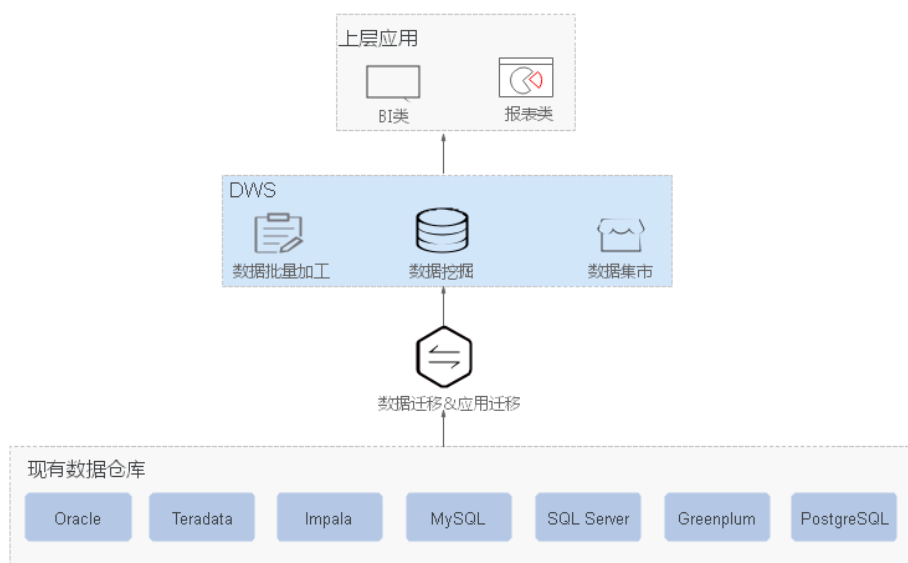 上层应用
BI类
报表类
DWS
数据批量加工
数据挖掘
数据集市
数据迁移&应用迁移
现有数据仓库
Oracle
Teradata
Impala
MySQL
SQL Server
Greenplum
PostgreSQL